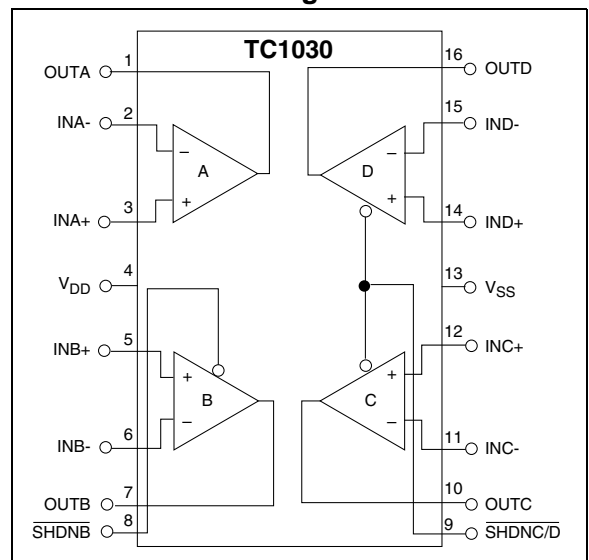 TC1030
OUTA 1
INA- 2
INA+ 3
VDD 4
INB+ 5
INB- 6
OUTB 7
SHDNB 8
− A +
+ B −
16 OUTD
15 IND-
14 IND+
13 VSS
12 INC+
11 INC-
10 OUTC
9 SHDNC/D
D − +
C + −